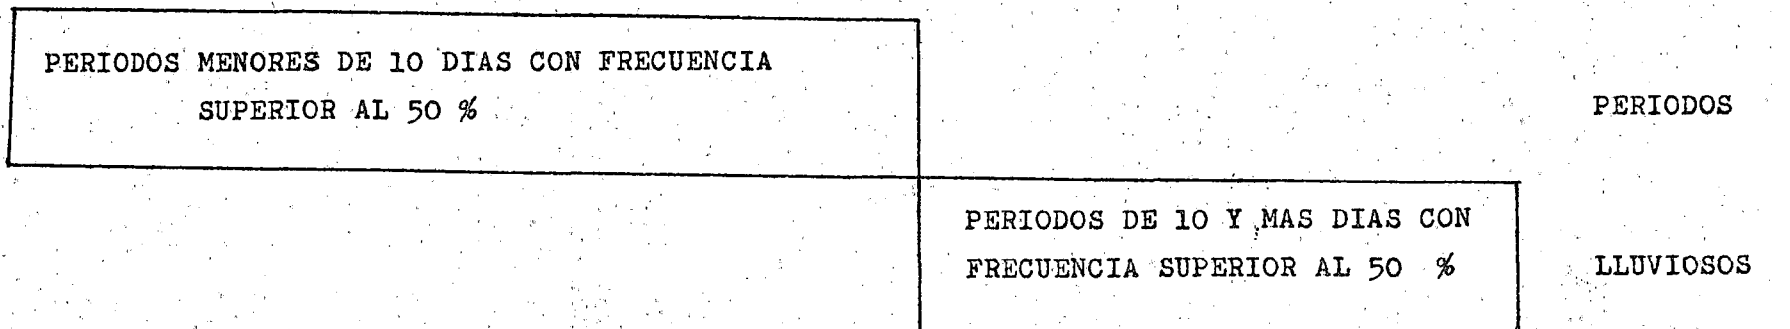 PERIODOS MENORES DE 10 DIAS CON FRECUENCIA
SUPERIOR AL 50 %
PERIODOS
PERIODOS DE 10 Y MAS DIAS CON
FRECUENCIA SUPERIOR AL 50 %
LLUVIOSOS